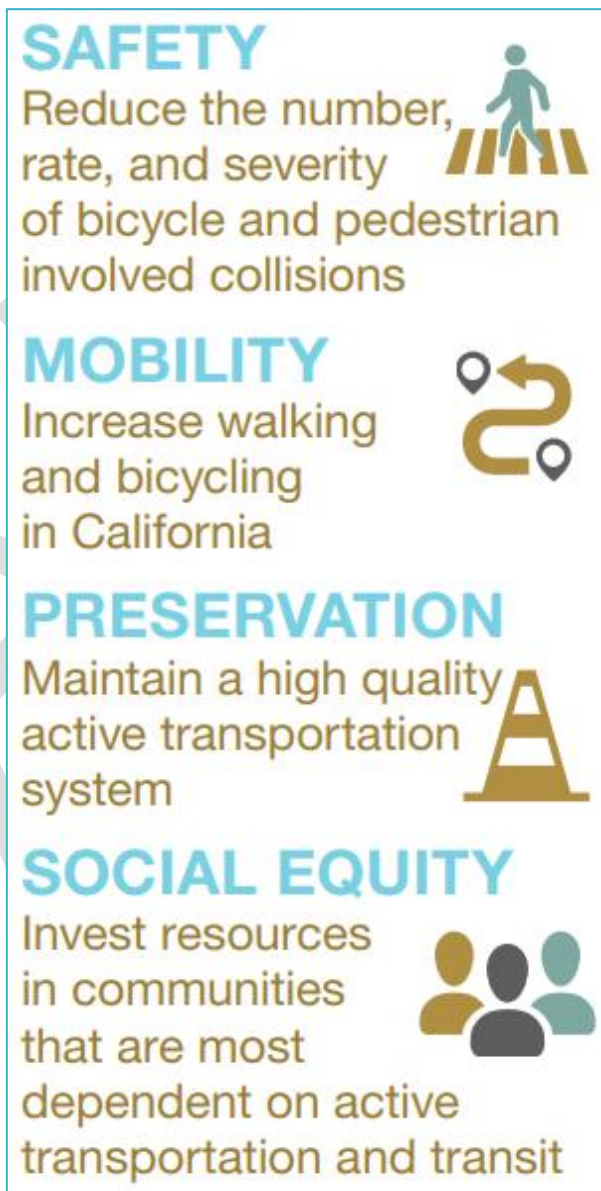 SAFETY
Reduce the number,
rate, and severity
of bicycle and pedestrian
involved collisions
MOBILITY
Increase walking
and bicycling
in California
PRESERVATION
Maintain a high quality
active transportation
system
SOCIAL EQUITY
Invest resources
in communities
that are most
dependent on active
transportation and transit